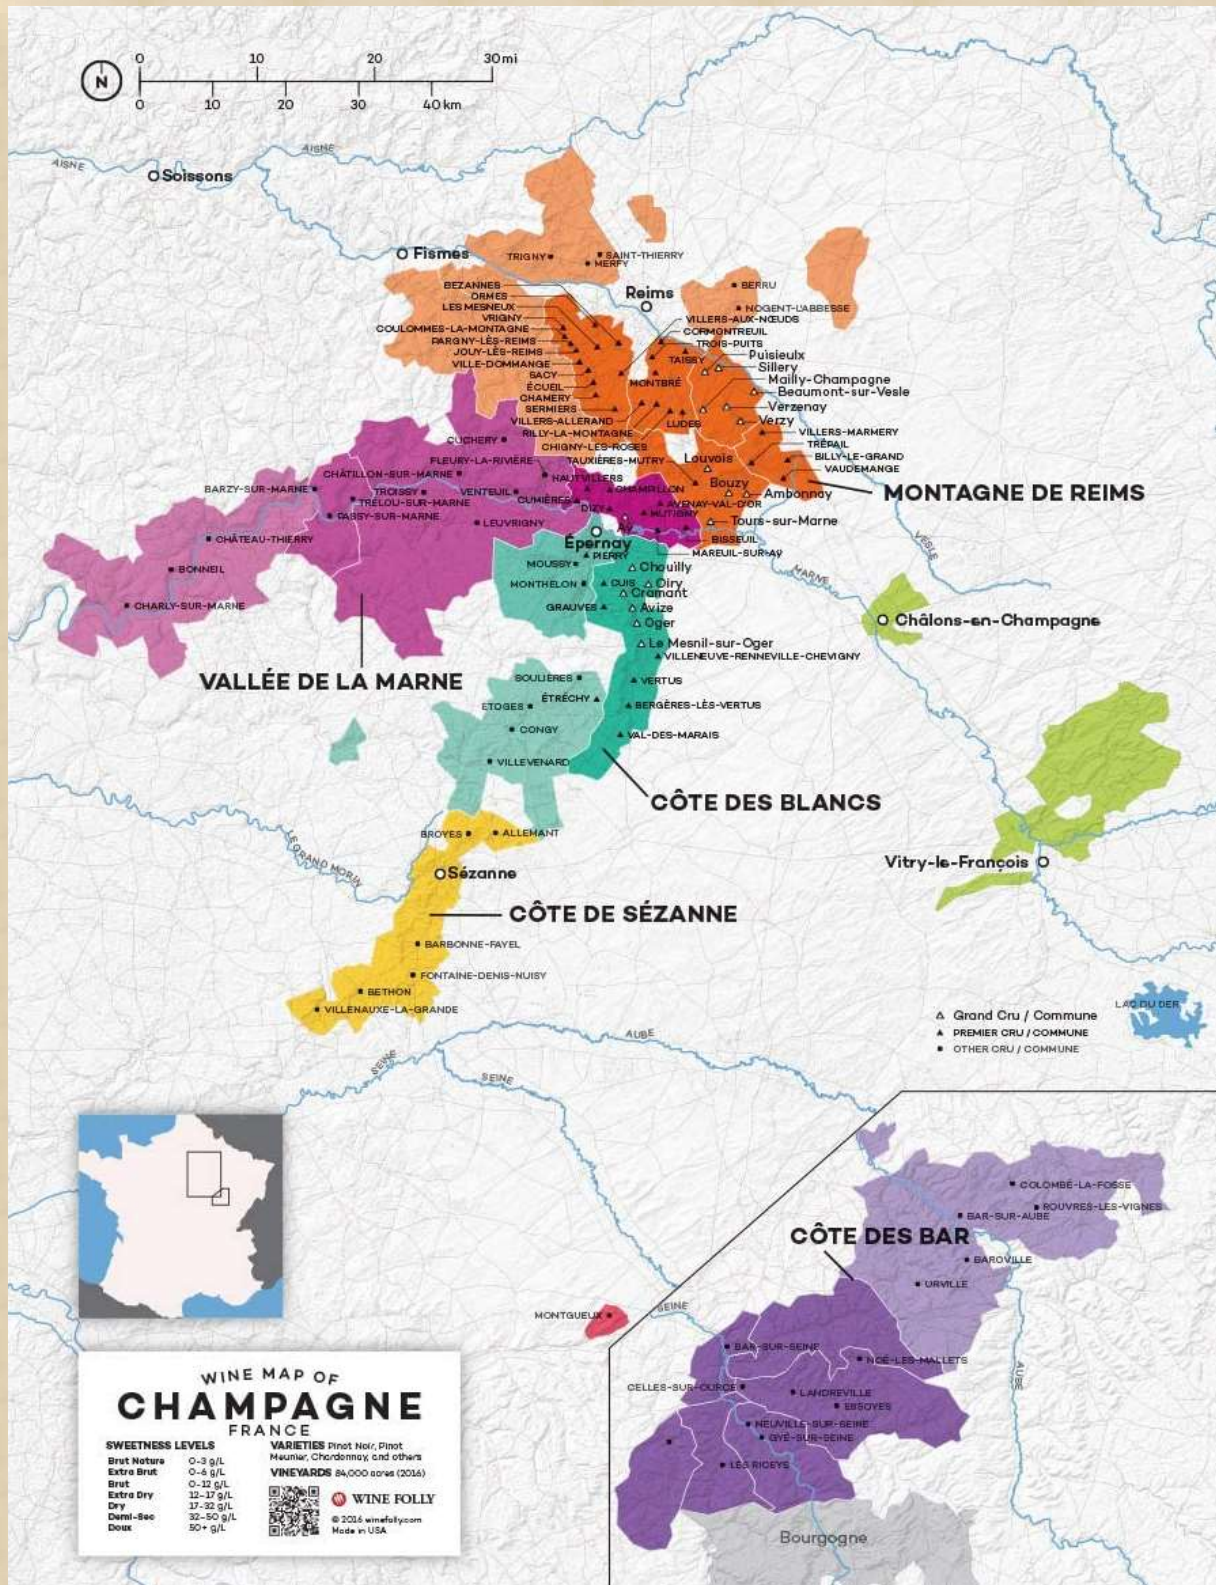 0 10 20 30 mi
N
0 10 20 30 40 km
AISNE
AISNE
Soissons
Fismes
TRIGNY
SAINT-THIERRY
MERFY
BEZANNES
ORMES
LES MESNEUX
VRIGNY
COULOMMES-LA-MONTAGNE
PARGNY-LÈS-REIMS
JOUY-LÈS-REIMS
VILLE-DOMMANGE
SACY
ÉCUEIL
CHAMERY
SERMIERS
VILLERS-ALLERAND
RILLY-LA-MONTAGNE
CHIGNY-LES-ROSES
Reims
BERRU
NOGENT-L'ABBESSE
VILLERS-AUX-NŒUDS
CORMONTREUIL
TROIS-PUITS
TAISSY
Puisieulx
Sillery
MONTBRÉ
Mailly-Champagne
Beaumont-sur-Vesle
Verzenay
LUDES
Verzy
VILLERS-MARMERY
TRÉPAIL
BILLY-LE-GRAND
VAUDEMANGE
CUCHERY
FLEURY-LA-RIVIÈRE
TAUXIÈRES-MUTRY
Louvois
CHÂTILLON-SUR-MARNE
HAUTVILLERS
Bouzy
Ambonnay
MONTAGNE DE REIMS
BARZY-SUR-MARNE
TROISSY
VENTEUIL
CHAMPILLON
TRÉLOU-SUR-MARNE
CUMIÈRES
AVENAY-VAL-D'OR
DIZY
MUTIGNY
PASSY-SUR-MARNE
LEUVRIGNY
Aÿ
Tours-sur-Marne
CHÂTEAU-THIERRY
Épernay
BISSEUIL
MAREUIL-SUR-AŸ
VESLE
PIERRY
MOUSSY
Chouilly
BONNEIL
MONTHELON
CUIS
Oiry
Cramant
MARNE
CHARLY-SUR-MARNE
GRAUVES
Avize
Oger
Châlons-en-Champagne
Le Mesnil-sur-Oger
VILLENEUVE-RENNEVILLE-CHEVIGNY
VALLÉE DE LA MARNE
SOULIÈRES
VERTUS
ÉTRÉCHY
ETOGES
BERGÈRES-LÈS-VERTUS
CONGY
VAL-DES-MARAIS
VILLEVENARD
CÔTE DES BLANCS
BROYES
ALLEMANT
LE GRAND MORIN
Sézanne
Vitry-le-François
CÔTE DE SÉZANNE
BARBONNE-FAYEL
FONTAINE-DENIS-NUISY
BETHON
VILLENAUXE-LA-GRANDE
LAC DU DER
Grand Cru / Commune
PREMIER CRU / COMMUNE
OTHER CRU / COMMUNE
AUBE
SEINE
SEINE
COLOMBÉ-LA-FOSSE
ROUVRES-LES-VIGNES
BAR-SUR-AUBE
CÔTE DES BAR
BAROVILLE
URVILLE
MONTGUEUX
SEINE
BAR-SUR-SEINE
NOÉ-LES-MALLETS
AUBE
CELLES-SUR-OURCE
LANDREVILLE
ESSOYES
NEUVILLE-SUR-SEINE
GYÉ-SUR-SEINE
LES RICEYS
Bourgogne
WINE MAP OF
CHAMPAGNE
FRANCE
SWEETNESS LEVELS
Brut Nature 0-3 g/L
Extra Brut 0-6 g/L
Brut 0-12 g/L
Extra Dry 12-17 g/L
Dry 17-32 g/L
Demi-Sec 32-50 g/L
Doux 50+ g/L
VARIETIES Pinot Noir, Pinot
Meunier, Chardonnay, and others
VINEYARDS 84,000 acres (2016)
WINE FOLLY
© 2016 winefolly.com
Made in USA